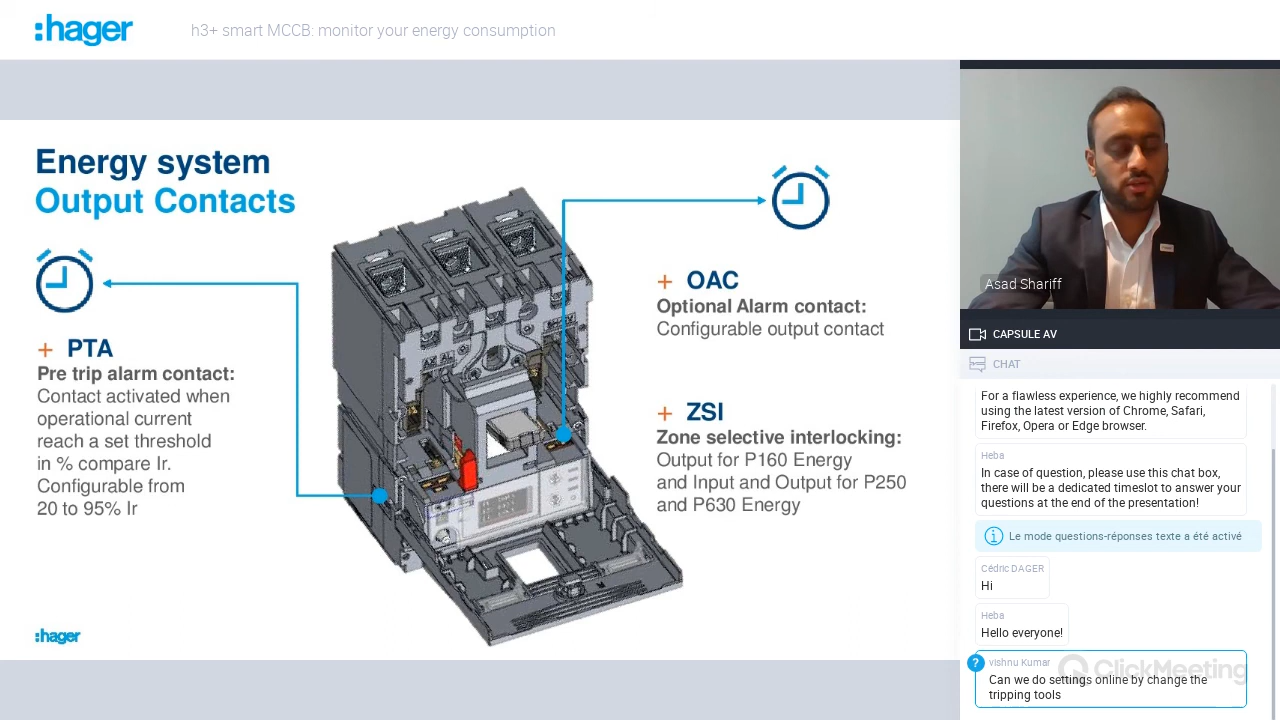 :hager
h3+ smart MCCB: monitor your energy consumption
Energy system
Output Contacts
+ PTA
Pre trip alarm contact:
Contact activated when
operational current
reach a set threshold
in % compare Ir.
Configurable from
20 to 95% Ir
+ OAC
Optional Alarm contact:
Configurable output contact
+ ZSI
Zone selective interlocking:
Output for P160 Energy
and Input and Output for P250
and P630 Energy
:hager
Asad Shariff
CAPSULE AV
CHAT
For a flawless experience, we highly recommend
using the latest version of Chrome, Safari,
Firefox, Opera or Edge browser.
Heba
In case of question, please use this chat box,
there will be a dedicated timeslot to answer your
questions at the end of the presentation!
Le mode questions-réponses texte a été activé
Cédric DAGER
Hi
Heba
Hello everyone!
?
vishnu Kumar
ClickMeeting
Can we do settings online by change the
tripping tools